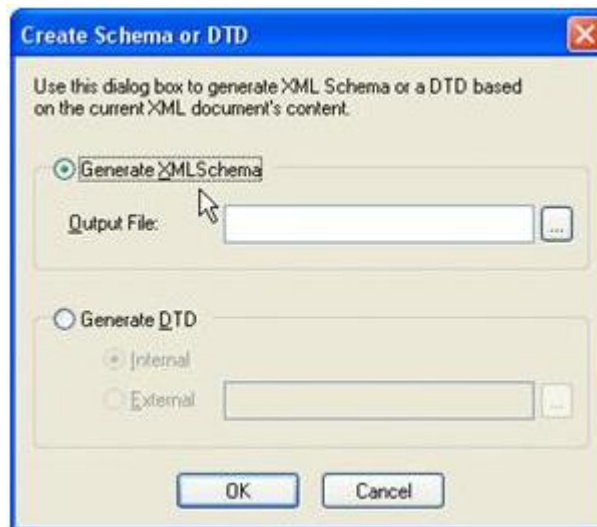 Create Schema or DTD
Use this dialog box to generate XML Schema or a DTD based
on the current XML document's content.
Generate XMLSchema
Output File:
...
Generate DTD
Internal
External
...
OK
Cancel